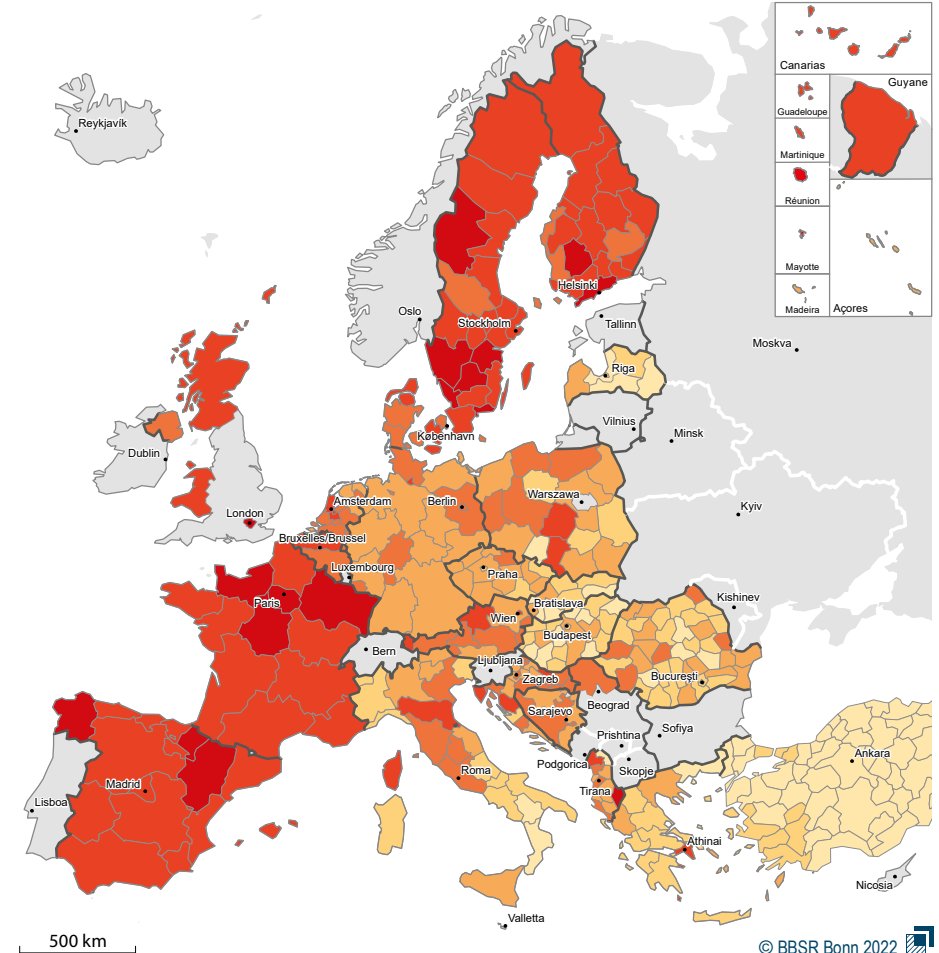 Canarias
Guyane
Reykjavík
Guadeloupe
Martinique
Réunion
Mayotte
Madeira
Açores
Helsinki
Oslo
Stockholm
Tallinn
Moskva
Riga
Vilnius
Minsk
København
Dublin
Warszawa
Amsterdam
Berlin
Kyiv
London
Bruxelles/Brussel
Luxembourg
Praha
Kishinev
Paris
Bratislava
Wien
Budapest
Bern
Ljubljana
Zagreb
Bucureşti
Beograd
Sarajevo
Sofiya
Prishtina
Ankara
Podgorica
Skopje
Roma
Madrid
Tirana
Lisboa
Athinai
Nicosia
Valletta
500 km
© BBSR Bonn 2022